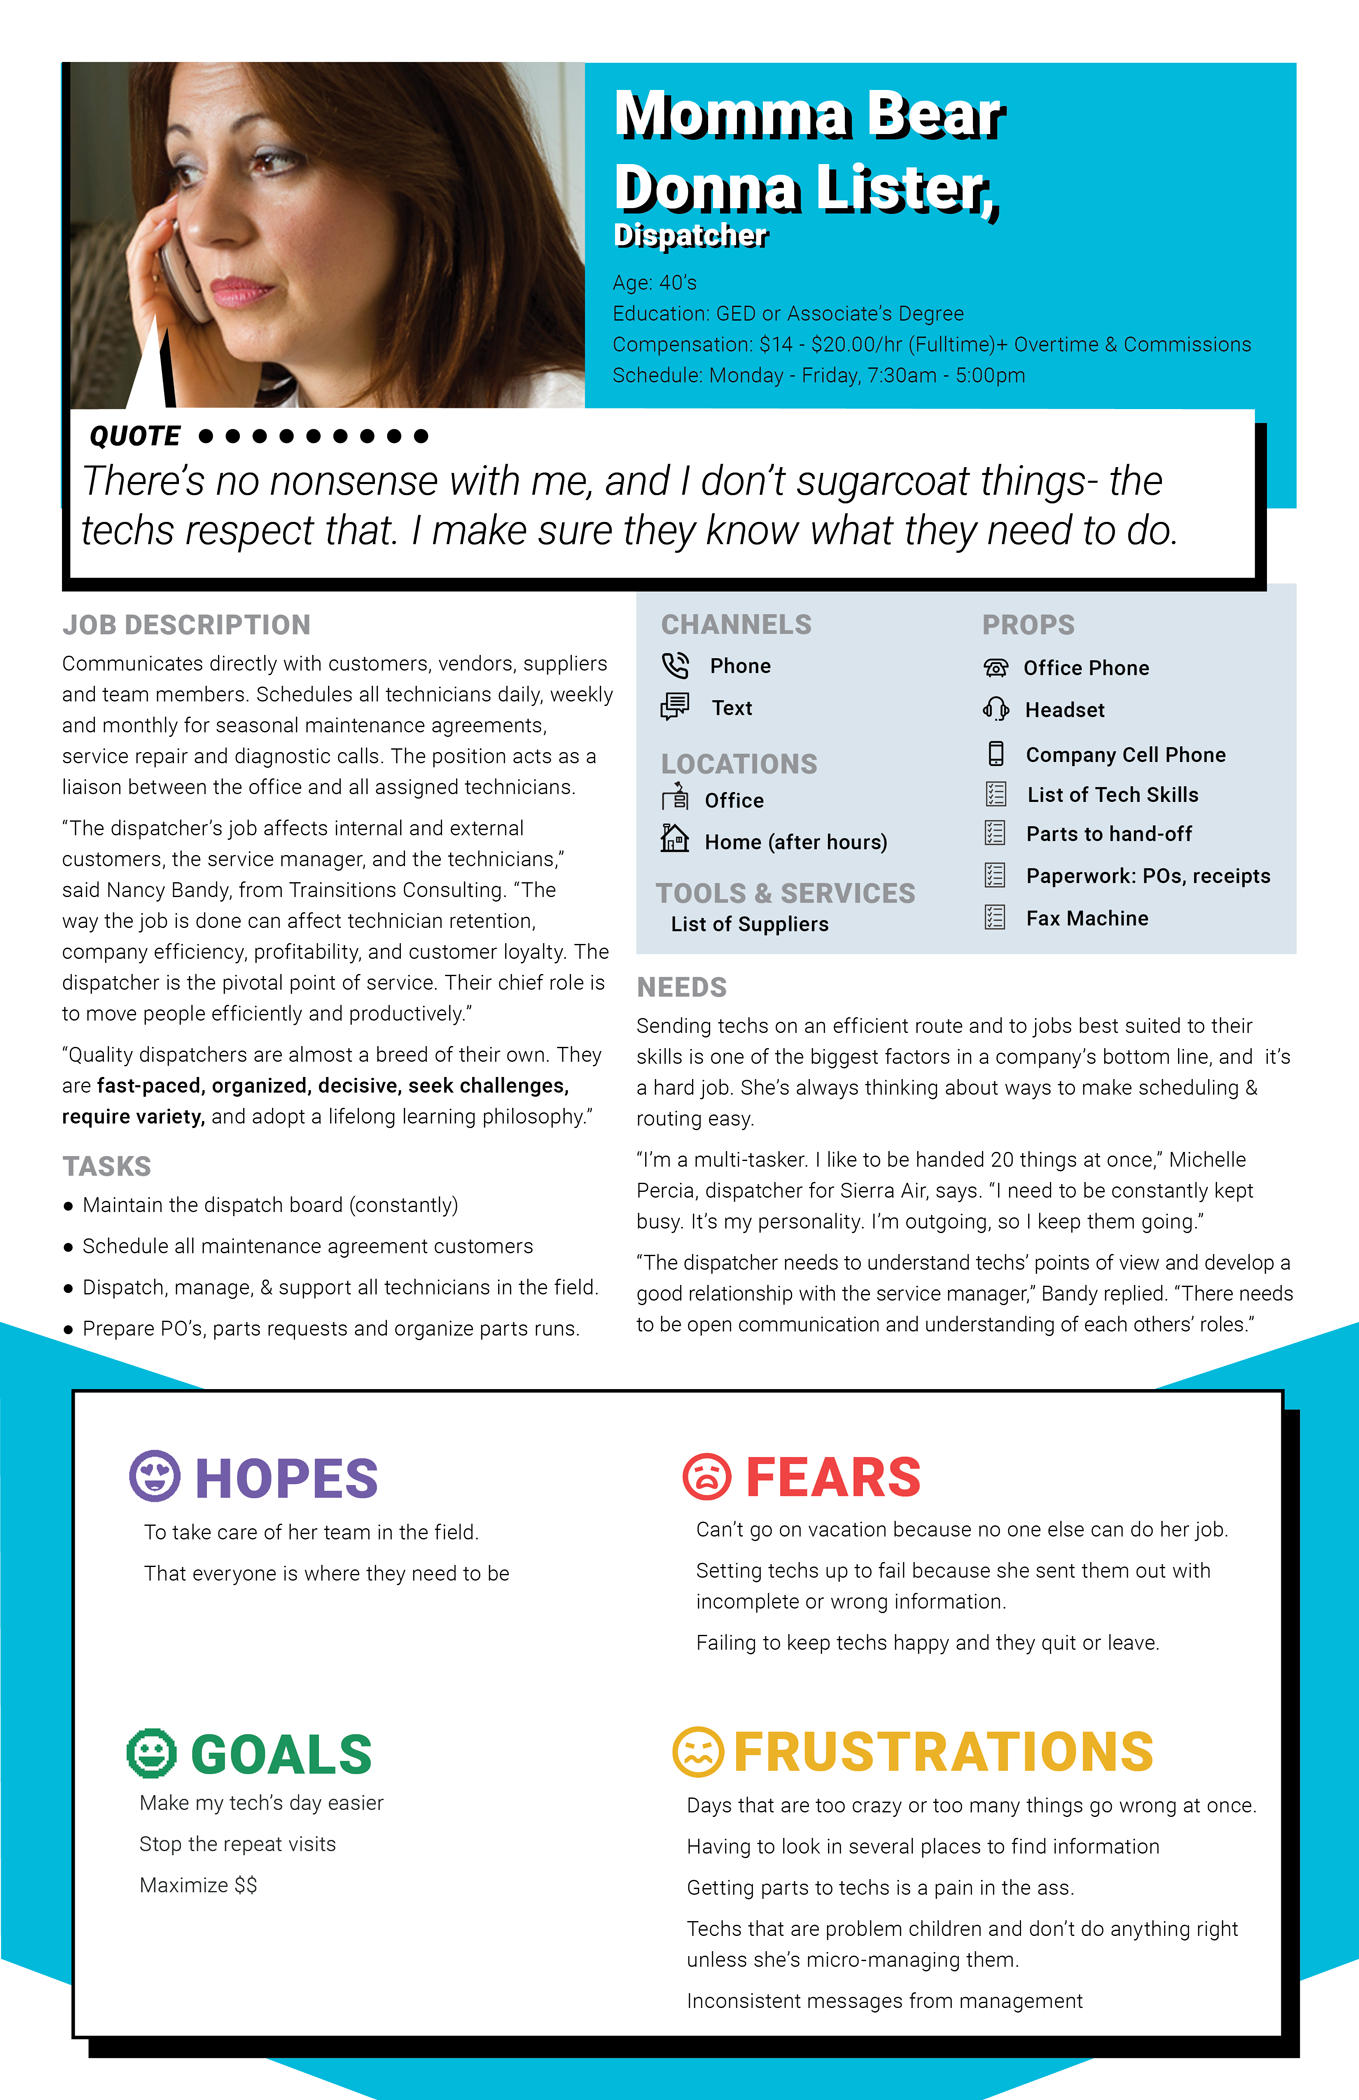 Momma Bear
Donna Lister,
Dispatcher
Age: 40's
Education: GED or Associate's Degree
Compensation: $14 - $20.00/hr (Fulltime)+ Overtime & Commissions
Schedule: Monday - Friday, 7:30am - 5:00pm
QUOTE
There's no nonsense with me, and I don't sugarcoat things- the
techs respect that. I make sure they know what they need to do.
JOB DESCRIPTION
Communicates directly with customers, vendors, suppliers
and team members. Schedules all technicians daily, weekly
and monthly for seasonal maintenance agreements,
service repair and diagnostic calls. The position acts as a
liaison between the office and all assigned technicians.
“The dispatcher's job affects internal and external
customers, the service manager, and the technicians,”
said Nancy Bandy, from Trainsitions Consulting. “The
way the job is done can affect technician retention,
company efficiency, profitability, and customer loyalty. The
dispatcher is the pivotal point of service. Their chief role is
to move people efficiently and productively.”
“Quality dispatchers are almost a breed of their own. They
are fast-paced, organized, decisive, seek challenges,
require variety, and adopt a lifelong learning philosophy.”
TASKS
● Maintain the dispatch board (constantly)
● Schedule all maintenance agreement customers
● Dispatch, manage, & support all technicians in the field.
● Prepare PO's, parts requests and organize parts runs.
CHANNELS
Phone
Text
LOCATIONS
Office
Home (after hours)
TOOLS & SERVICES
List of Suppliers
PROPS
Office Phone
Headset
Company Cell Phone
List of Tech Skills
Parts to hand-off
Paperwork: POs, receipts
Fax Machine
NEEDS
Sending techs on an efficient route and to jobs best suited to their
skills is one of the biggest factors in a company's bottom line, and  it's
a hard job. She's always thinking about ways to make scheduling &
routing easy.
“I'm a multi-tasker. I like to be handed 20 things at once,” Michelle
Percia, dispatcher for Sierra Air, says. “I need to be constantly kept
busy. It's my personality. I'm outgoing, so I keep them going.”
“The dispatcher needs to understand techs' points of view and develop a
good relationship with the service manager,” Bandy replied. “There needs
to be open communication and understanding of each others' roles.”
HOPES
To take care of her team in the field.
That everyone is where they need to be
FEARS
Can't go on vacation because no one else can do her job.
Setting techs up to fail because she sent them out with
incomplete or wrong information.
Failing to keep techs happy and they quit or leave.
GOALS
Make my tech's day easier
Stop the repeat visits
Maximize $$
FRUSTRATIONS
Days that are too crazy or too many things go wrong at once.
Having to look in several places to find information
Getting parts to techs is a pain in the ass.
Techs that are problem children and don't do anything right
unless she's micro-managing them.
Inconsistent messages from management